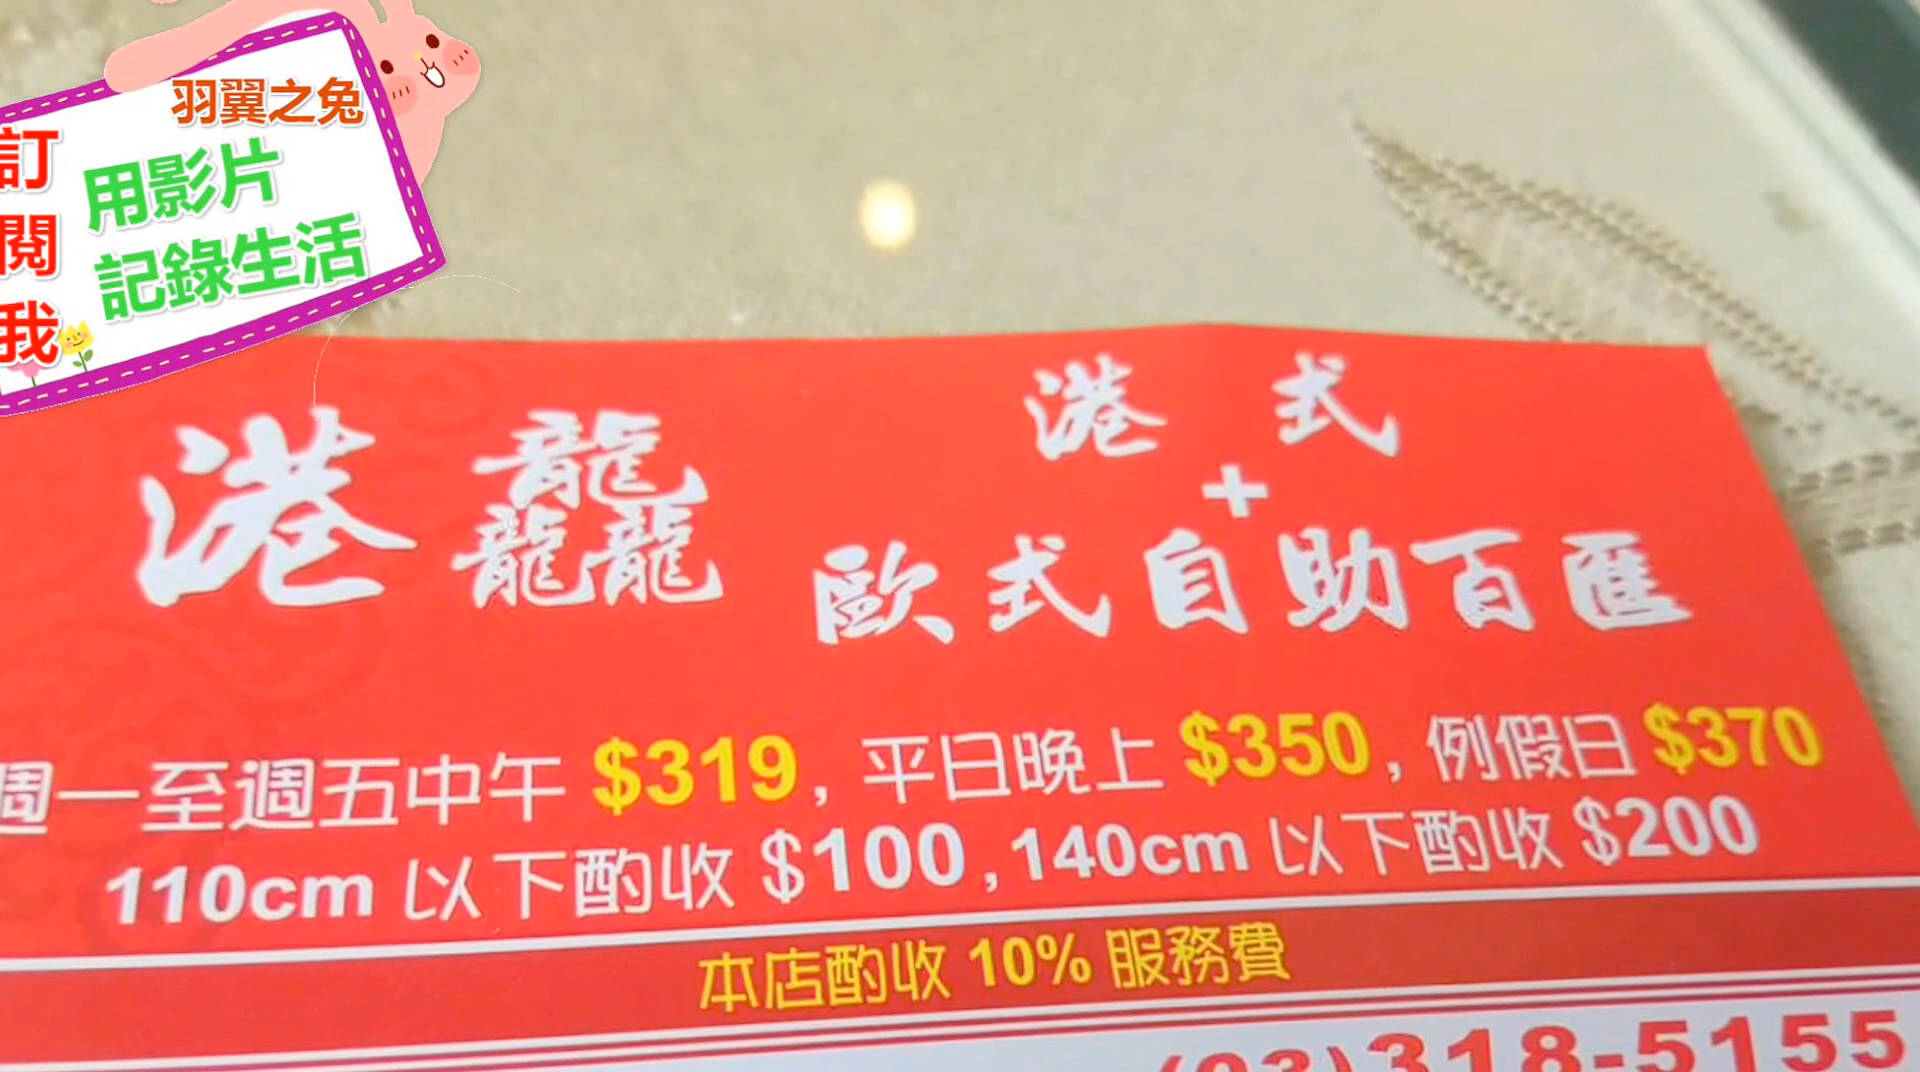 羽翼之兔
訂閱我
用影片
記錄生活
港龘
港式
+
歐式自助百匯
週一至週五中午 $319, 平日晚上 $350, 例假日 $370
110cm 以下酌收 $100, 140cm 以下酌收 $200
本店酌收 10% 服務費
(03)318-5155